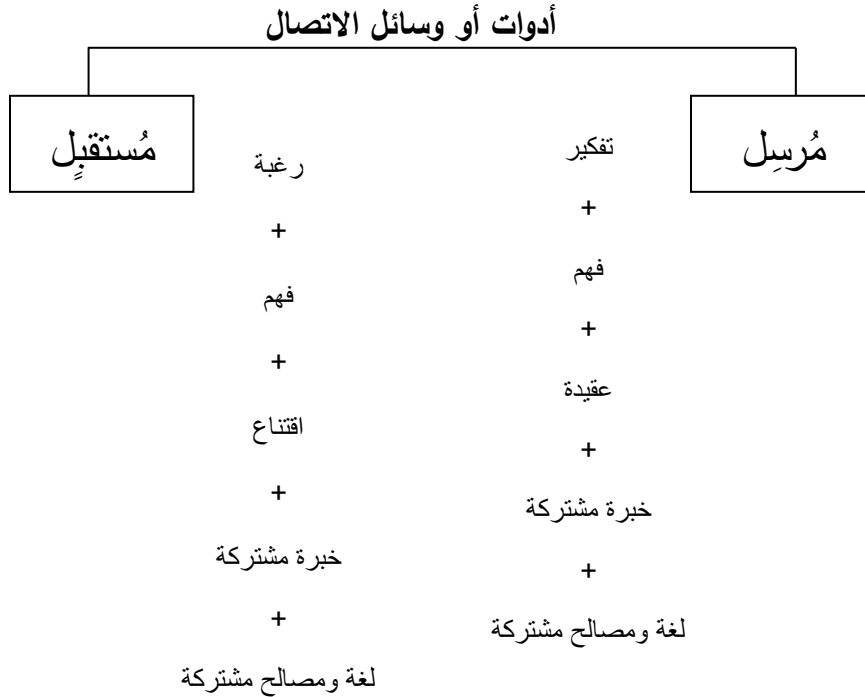 أدوات أو وسائل الاتصال
مُرسِل
تفكير
+
فهم
+
عقيدة
+
خبرة مشتركة
+
لغة ومصالح مشتركة
مُستقبٍل
رغبة
+
فهم
+
اقتناع
+
خبرة مشتركة
+
لغة ومصالح مشتركة